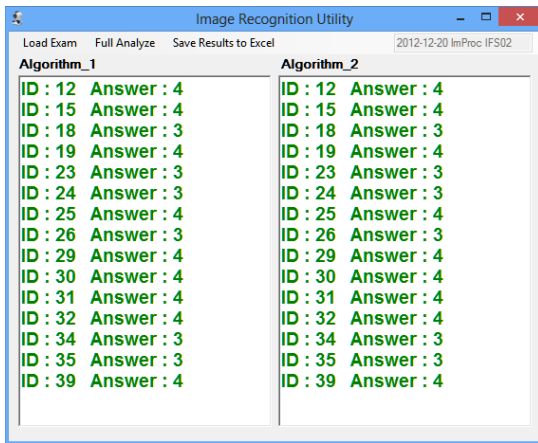 Image Recognition Utility
Load Exam Full Analyze Save Results to Excel 2012-12-20 ImProc IFS02
Algorithm_1
ID : 12 Answer : 4
ID : 15 Answer : 4
ID : 18 Answer : 3
ID : 19 Answer : 4
ID : 23 Answer : 3
ID : 24 Answer : 3
ID : 25 Answer : 4
ID : 26 Answer : 3
ID : 29 Answer : 4
ID : 30 Answer : 4
ID : 31 Answer : 4
ID : 32 Answer : 4
ID : 34 Answer : 3
ID : 35 Answer : 3
ID : 39 Answer : 4
Algorithm_2
ID : 12 Answer : 4
ID : 15 Answer : 4
ID : 18 Answer : 3
ID : 19 Answer : 4
ID : 23 Answer : 3
ID : 24 Answer : 3
ID : 25 Answer : 4
ID : 26 Answer : 3
ID : 29 Answer : 4
ID : 30 Answer : 4
ID : 31 Answer : 4
ID : 32 Answer : 4
ID : 34 Answer : 3
ID : 35 Answer : 3
ID : 39 Answer : 4